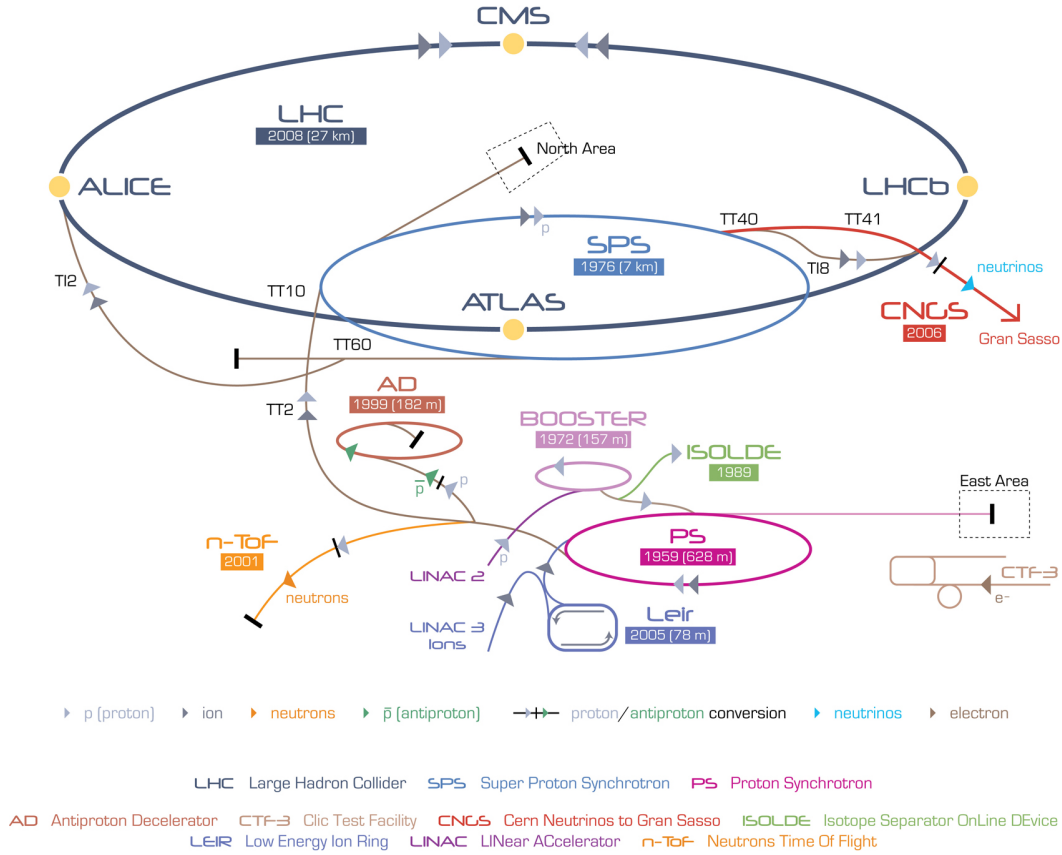 CMS
LHC
2008 (27 km)
North Area
ALICE
LHCb
TT40
TT41
SPS
1976 (7 km)
p
TI8
neutrinos
TI2
TT10
ATLAS
CNGS
2006
Gran Sasso
TT60
AD
1999 (182 m)
TT2
BOOSTER
1972 (157 m)
ISOLDE
1989
p̅
p
East Area
n-ToF
2001
PS
1959 (628 m)
LINAC 2
p
neutrons
CTF-3
e-
LINAC 3
Ions
Leir
2005 (78 m)
p (proton) ion neutrons p̅ (antiproton) proton/antiproton conversion neutrinos electron
LHC Large Hadron Collider SPS Super Proton Synchrotron PS Proton Synchrotron
AD Antiproton Decelerator CTF-3 Clic Test Facility CNGS Cern Neutrinos to Gran Sasso ISOLDE Isotope Separator OnLine DEvice
LEIR Low Energy Ion Ring LINAC LINear ACcelerator n-ToF Neutrons Time Of Flight